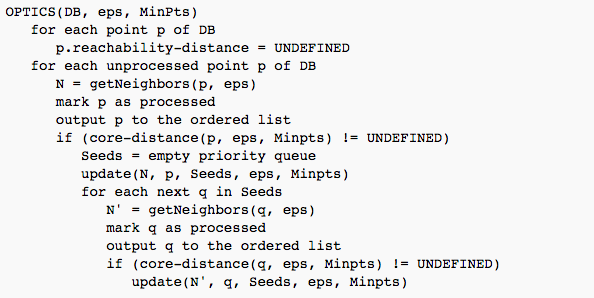 OPTICS(DB, eps, MinPts)
for each point p of DB
p.reachability-distance = UNDEFINED
for each unprocessed point p of DB
N = getNeighbors(p, eps)
mark p as processed
output p to the ordered list
if (core-distance(p, eps, Minpts) != UNDEFINED)
Seeds = empty priority queue
update(N, p, Seeds, eps, Minpts)
for each next q in Seeds
N' = getNeighbors(q, eps)
mark q as processed
output q to the ordered list
if (core-distance(q, eps, Minpts) != UNDEFINED)
update(N', q, Seeds, eps, Minpts)